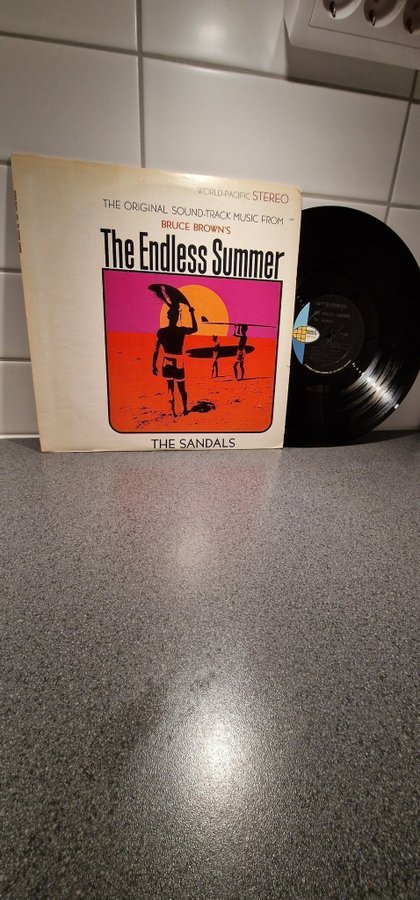 WORLD-PACIFIC STEREO
THE ORIGINAL SOUND-TRACK MUSIC FROM
BRUCE BROWN'S
The Endless Summer
THE SANDALS
STEREO